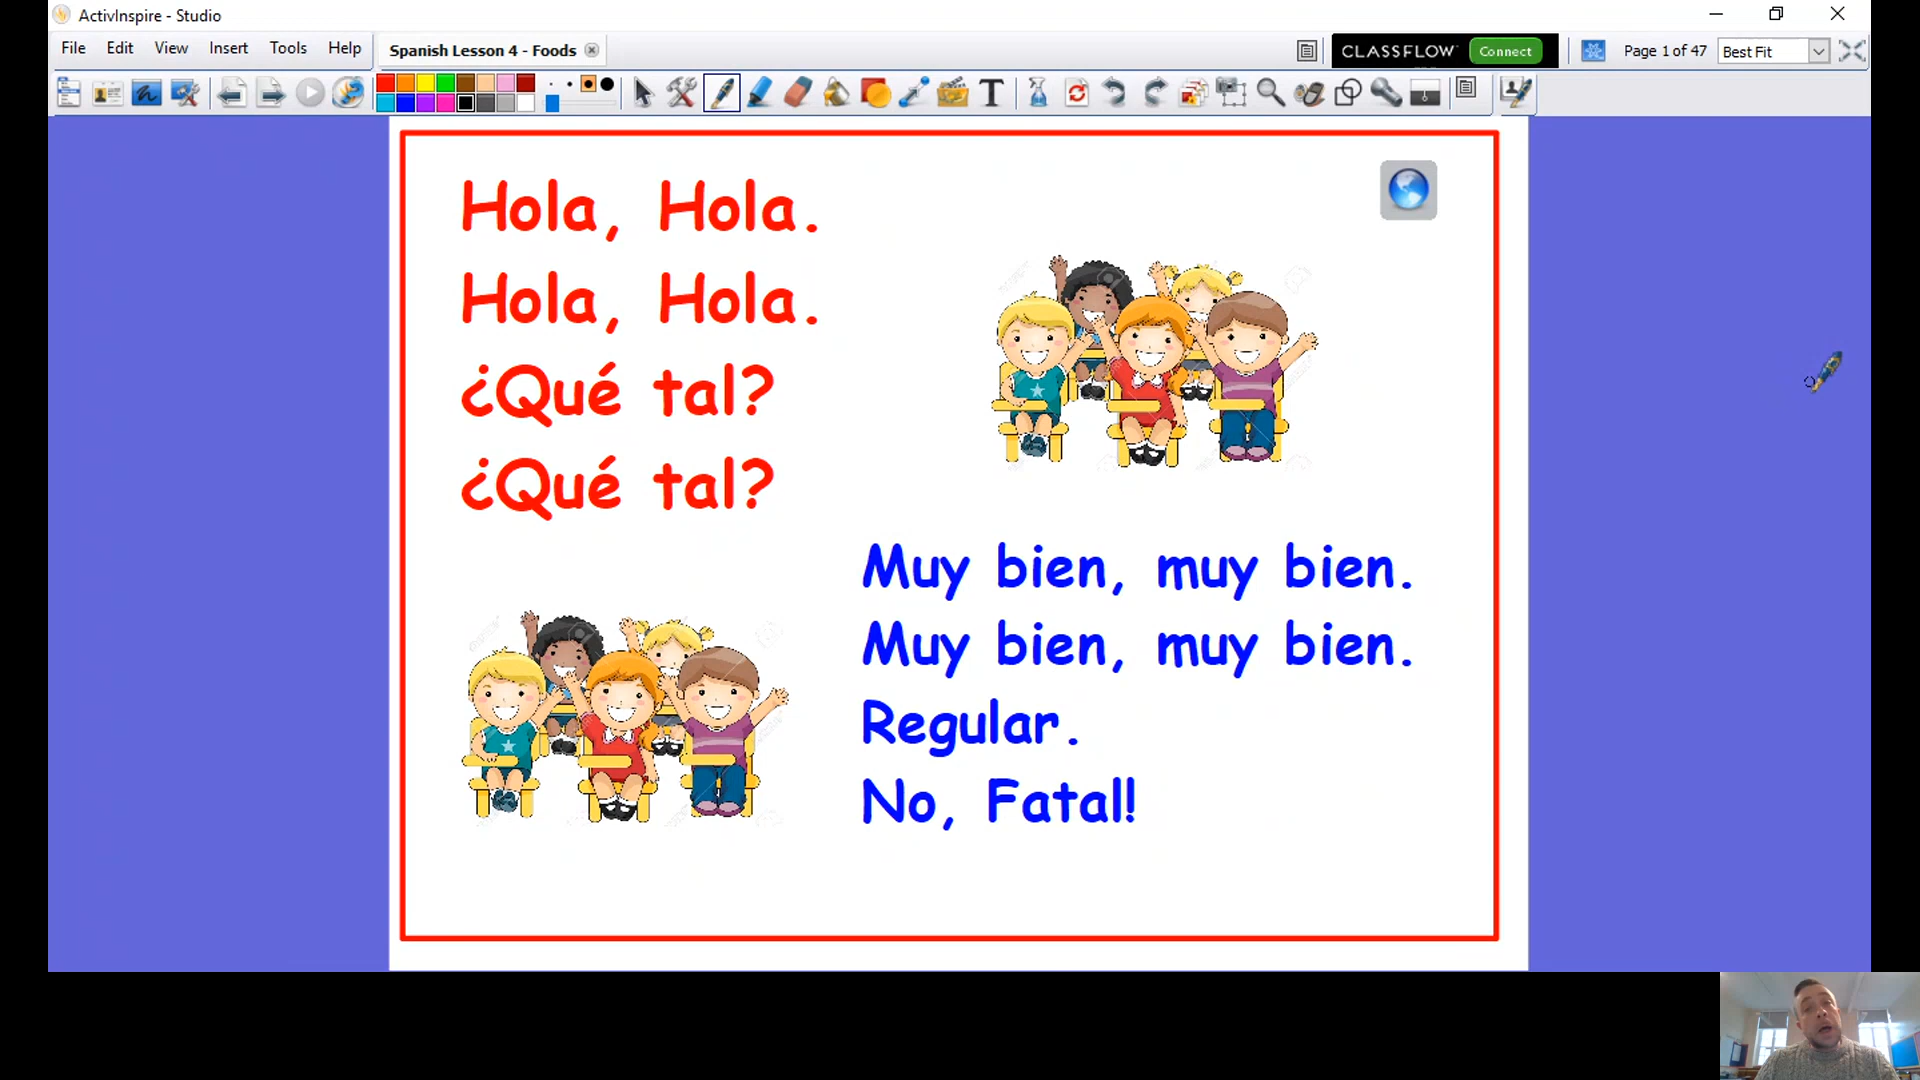 ActivInspire - Studio
File Edit View Insert Tools Help
Spanish Lesson 4 - Foods
CLASSFLOW Connect
Page 1 of 47
Best Fit
Hola, Hola.
Hola, Hola.
¿Qué tal?
¿Qué tal?
Muy bien, muy bien.
Muy bien, muy bien.
Regular.
No, Fatal!